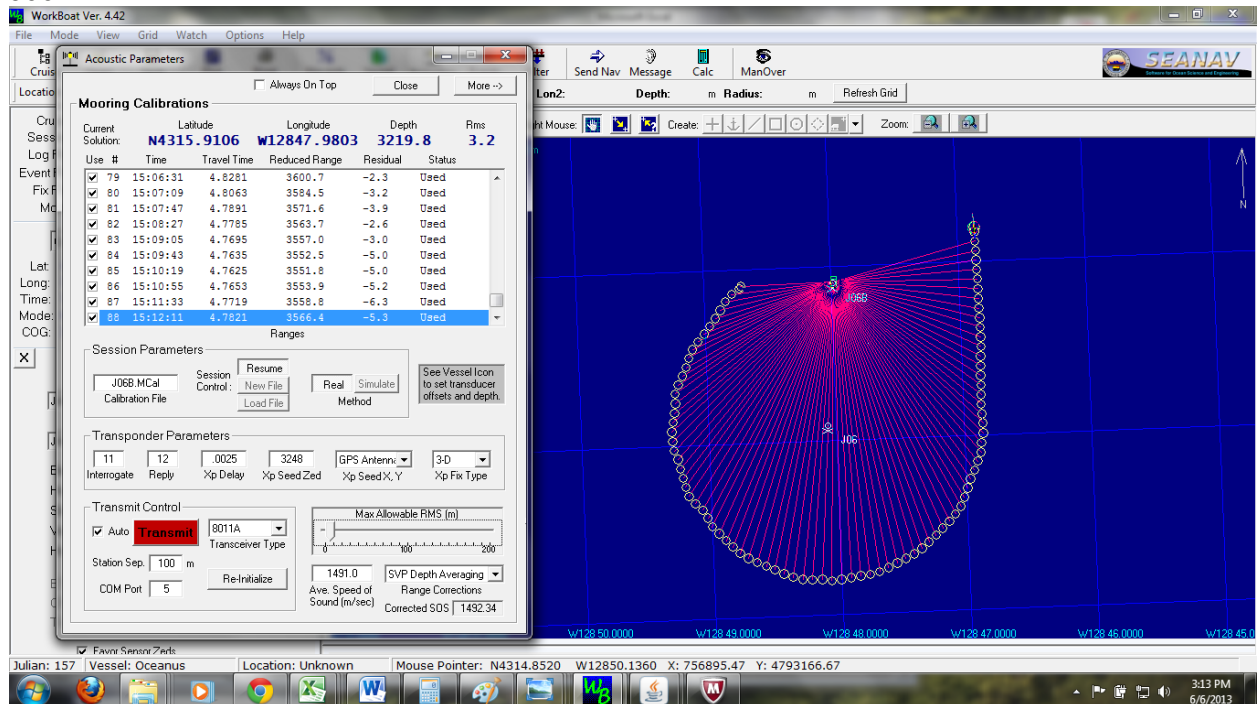 WorkBoat Ver. 4.42
File Mode View Grid Watch Options Help
Cruis
Send Nav Message Calc ManOver
SEANAV
Locatio
Lon2: Depth: m Radius: m Refresh Grid
Acoustic Parameters
Always On Top Close More -->
Mouse: Create: Zoom:
Mooring Calibrations
Current Solution: Latitude Longitude Depth Rms
N4315.9106 W12847.9803 3219.8 3.2
Use # Time Travel Time Reduced Range Residual Status
79 15:06:31 4.8281 3600.7 -2.3 Used
80 15:07:09 4.8063 3584.5 -3.2 Used
81 15:07:47 4.7891 3571.6 -3.9 Used
82 15:08:27 4.7785 3563.7 -2.6 Used
83 15:09:05 4.7695 3557.0 -3.0 Used
84 15:09:43 4.7635 3552.5 -5.0 Used
85 15:10:19 4.7625 3551.8 -5.0 Used
86 15:10:55 4.7653 3553.9 -5.2 Used
87 15:11:33 4.7719 3558.8 -6.3 Used
88 15:12:11 4.7821 3566.4 -5.3 Used
Ranges
Session Parameters
J06B.MCal
Calibration File
Session Control:
Resume
New File
Load File
Real Simulate
Method
See Vessel Icon
to set transducer
offsets and depth.
Transponder Parameters
11 12 .0025 3248 GPS Antenn 3-D
Interrogate Reply Xp Delay Xp Seed Zed Xp Seed X, Y Xp Fix Type
Transmit Control
Auto Transmit 8011A
Transceiver Type
Station Sep. 100 m
COM Port 5
Re-Initialize
Max Allowable RMS (m)
0 100 200
1491.0 SVP Depth Averaging
Ave. Speed of Sound (m/sec)
Range Corrections
Corrected SOS 1492.34
Cru
Sess
Log F
Event F
Fix F
Mo
Lat
Long:
Time:
Mode:
COG:
X
Favor Sensor Zeds
N
J06B
J06
W128 50.0000 W128 49.0000 W128 48.0000 W128 47.0000 W128 46.0000 W128 45.0
Julian: 157 Vessel: Oceanus Location: Unknown Mouse Pointer: N4314.8520 W12850.1360 X: 756895.47 Y: 4793166.67
3:13 PM
6/6/2013